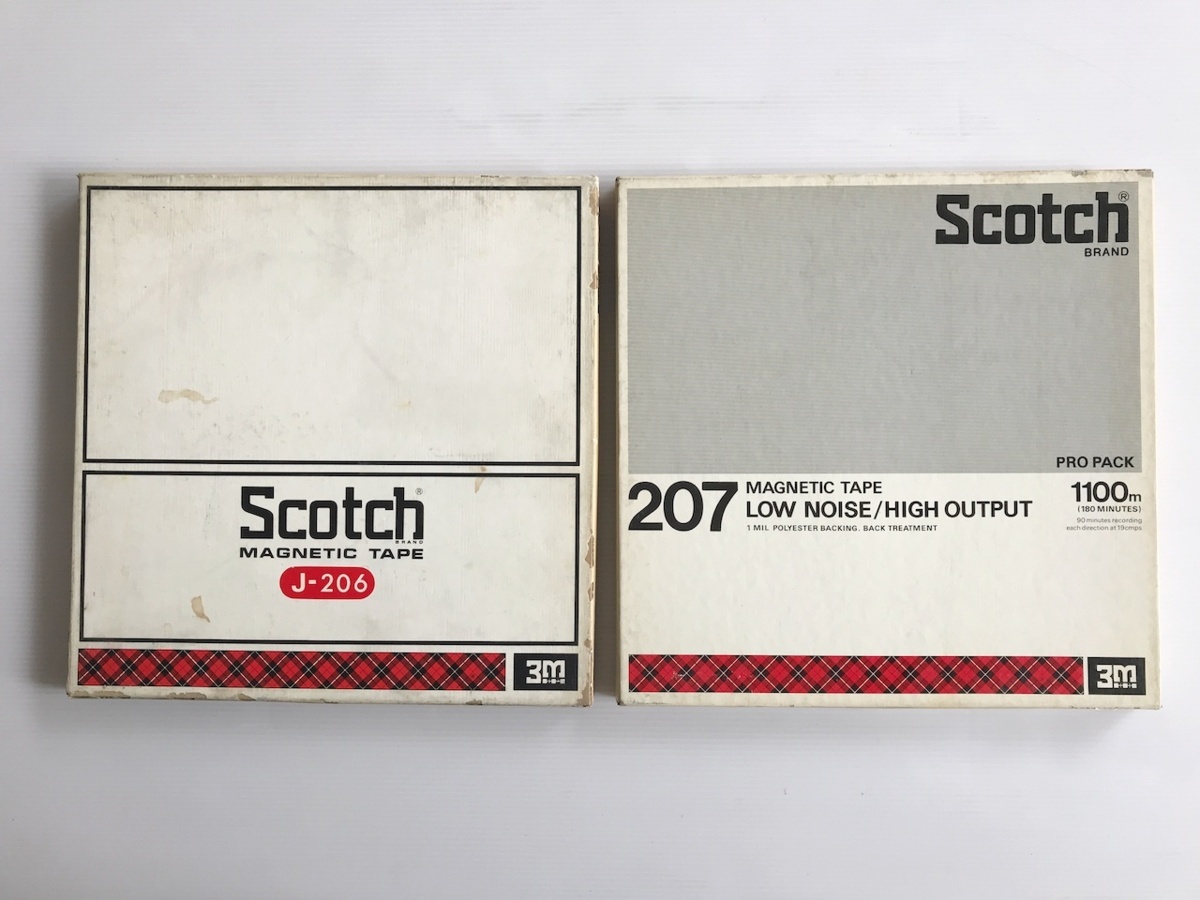 Scotch®
BRAND
MAGNETIC TAPE
J-206
3M
Scotch®
BRAND
PRO PACK
207
MAGNETIC TAPE
LOW NOISE/HIGH OUTPUT
1 MIL POLYESTER BACKING. BACK TREATMENT
1100m
(180 MINUTES)
90 minutes recording
each direction at 19cmps
3M